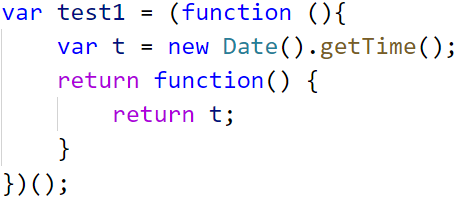 var test1 = (function (){
    var t = new Date().getTime();
    return function() {
        return t;
    }
})();